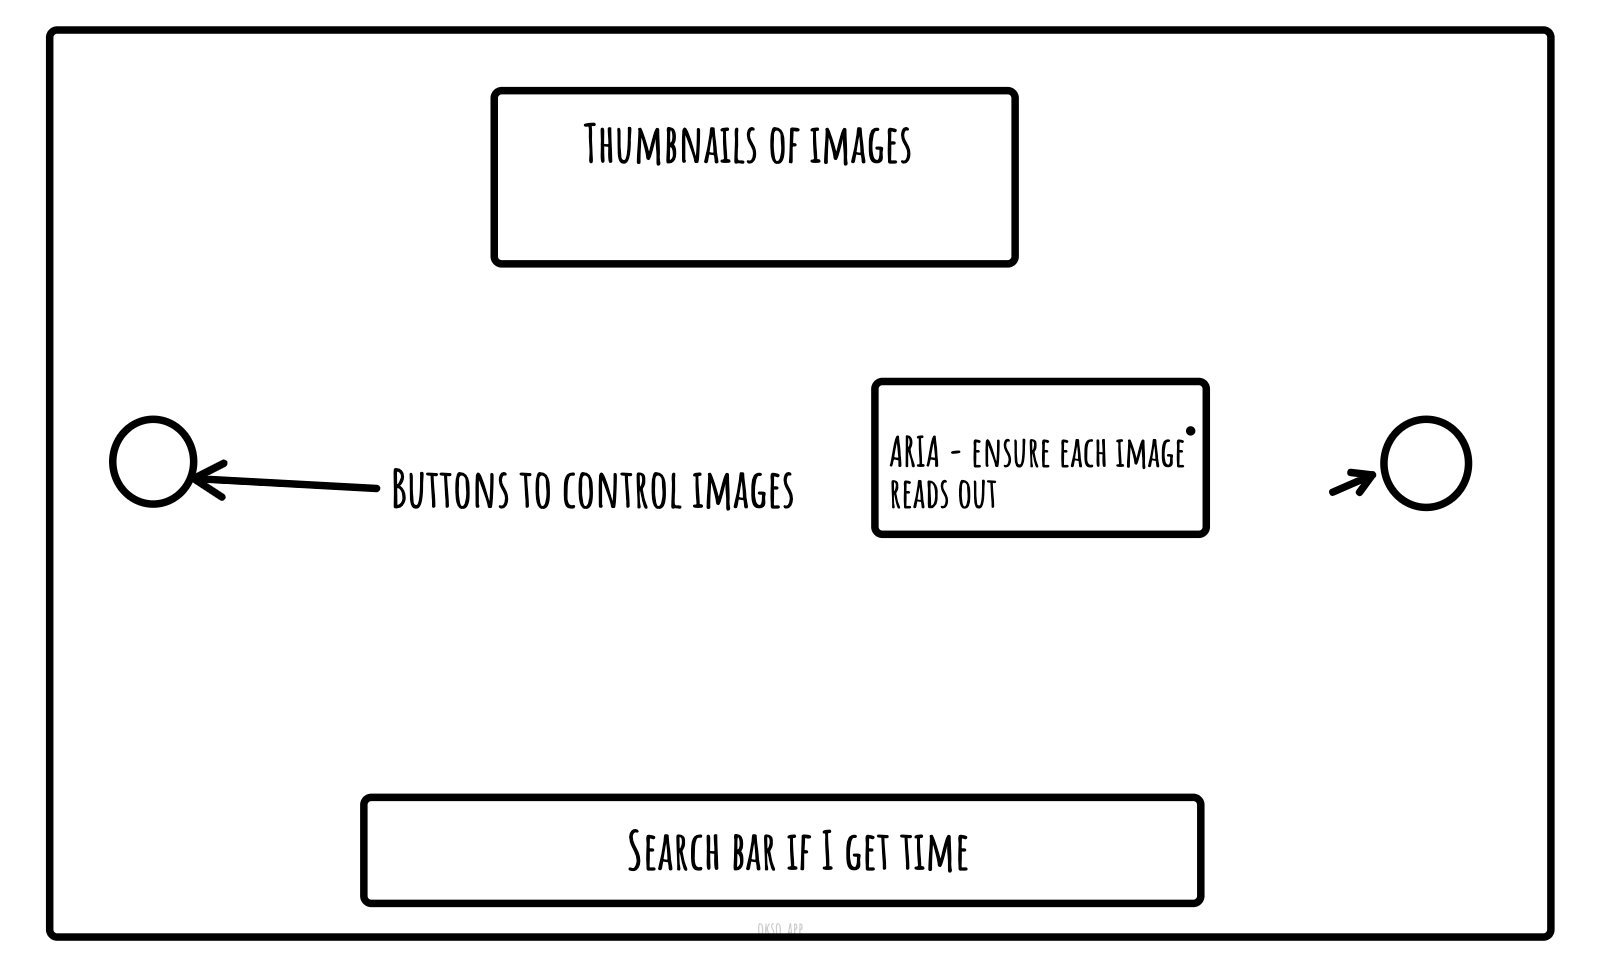 Thumbnails of images
ARIA - ensure each image
reads out
Buttons to control images
Search bar if I get time
okso.app